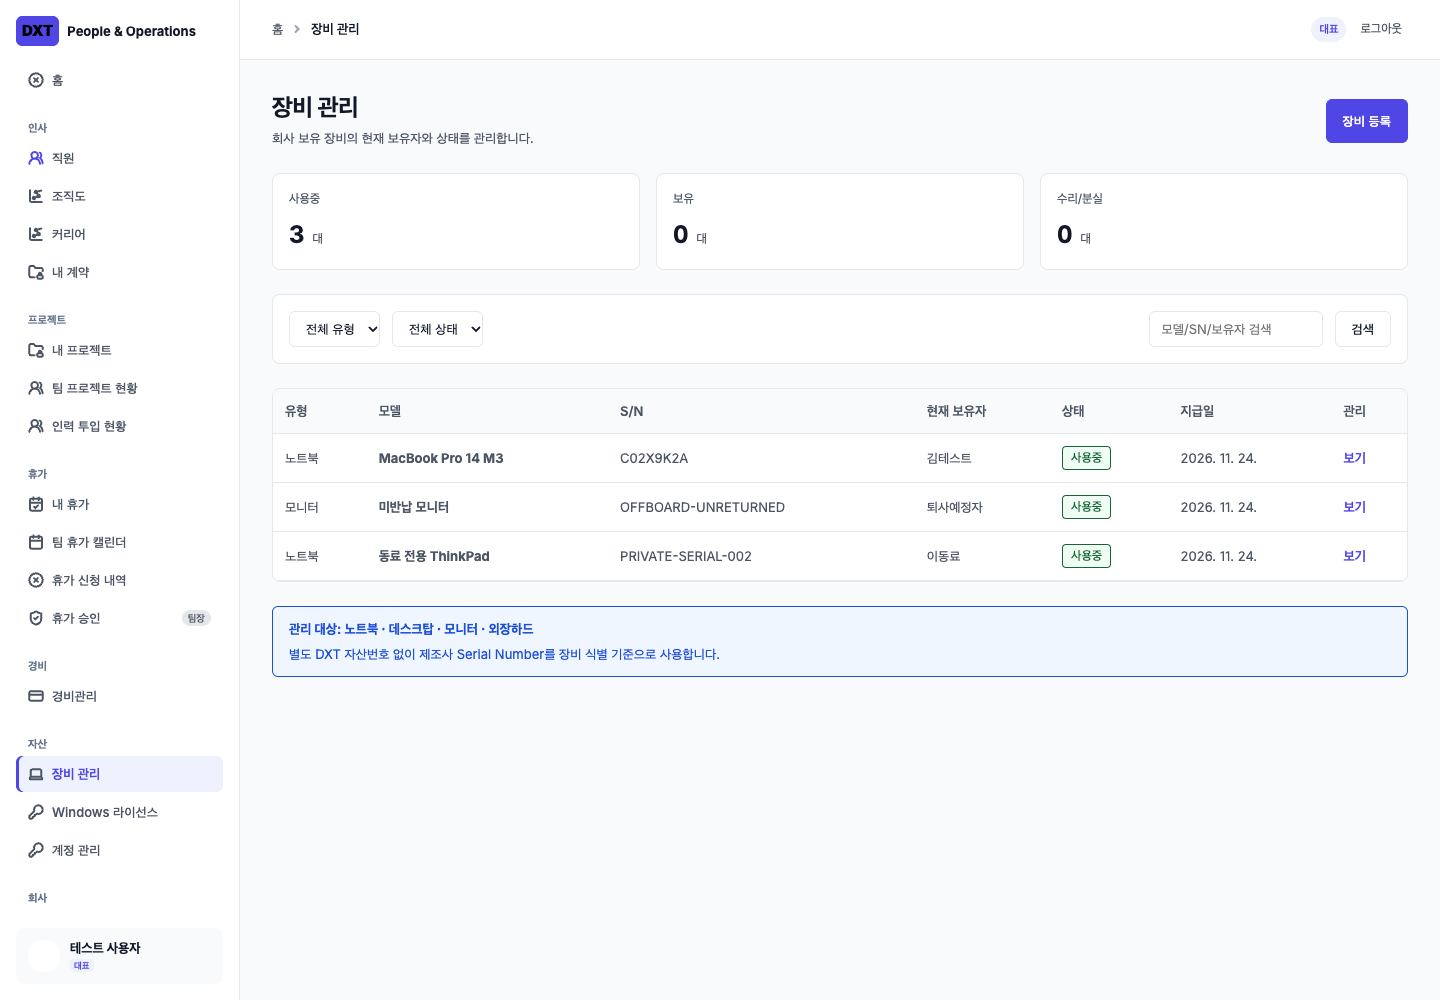 DXT People & Operations
홈
인사
직원
조직도
커리어
내 계약
프로젝트
내 프로젝트
팀 프로젝트 현황
인력 투입 현황
휴가
내 휴가
팀 휴가 캘린더
휴가 신청 내역
휴가 승인 팀장
경비
경비관리
자산
장비 관리
Windows 라이선스
계정 관리
회사
테스트 사용자
대표
홈 장비 관리 대표 로그아웃
장비 관리
회사 보유 장비의 현재 보유자와 상태를 관리합니다.
장비 등록
사용중
3 대
보유
0 대
수리/분실
0 대
전체 유형 전체 상태 모델/SN/보유자 검색 검색
유형 모델 S/N 현재 보유자 상태 지급일 관리
노트북 MacBook Pro 14 M3 C02X9K2A 김테스트 사용중 2026. 11. 24. 보기
모니터 미반납 모니터 OFFBOARD-UNRETURNED 퇴사예정자 사용중 2026. 11. 24. 보기
노트북 동료 전용 ThinkPad PRIVATE-SERIAL-002 이동료 사용중 2026. 11. 24. 보기
관리 대상: 노트북 · 데스크탑 · 모니터 · 외장하드
별도 DXT 자산번호 없이 제조사 Serial Number를 장비 식별 기준으로 사용합니다.